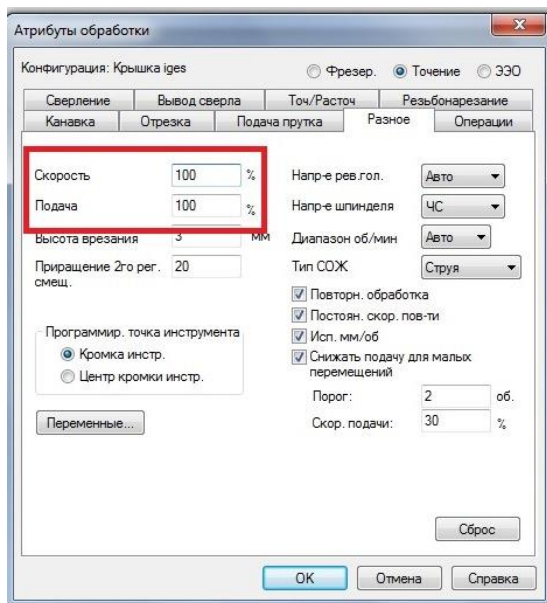 Атрибуты обработки
Конфигурация: Крышка iges
Фрезер. Точение ЭЭО
Сверление Вывод сверла Точ/Расточ Резьбонарезание
Канавка Отрезка Подача прутка Разное Операции
Скорость 100 % Напр-е рев.гол. Авто
Подача 100 % Напр-е шпинделя ЧС
Высота врезания 3 мм Диапазон об/мин Авто
Приращение 2го рег. смещ. 20 Тип СОЖ Струя
Повторн. обработка
Постоян. скор. пов-ти
Программир. точка инструмента Исп. мм/об
Кромка инстр. Снижать подачу для малых
перемещений
Центр кромки инстр.
Порог: 2 об.
Переменные... Скор. подачи: 30 %
Сброс
OK Отмена Справка